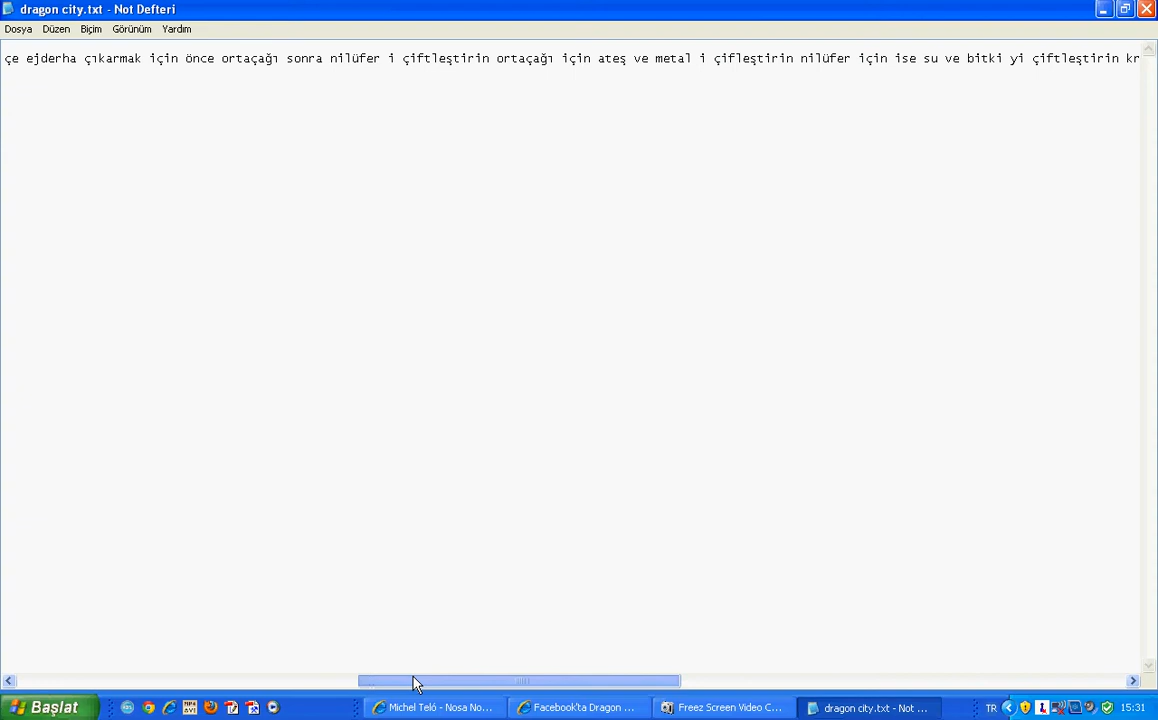 dragon city.txt - Not Defteri
Dosya Düzen Biçim Görünüm Yardım
çe ejderha çıkarmak için önce ortaçağı sonra nilüfer i çiftleştirin ortaçağı için ateş ve metal i çifleştirin nilüfer için ise su ve bitki yi çiftleştirin kr
Başlat
Michel Teló - Nosa No...
Facebook'ta Dragon ...
Freez Screen Video C...
dragon city.txt - Not ...
TR
15:31